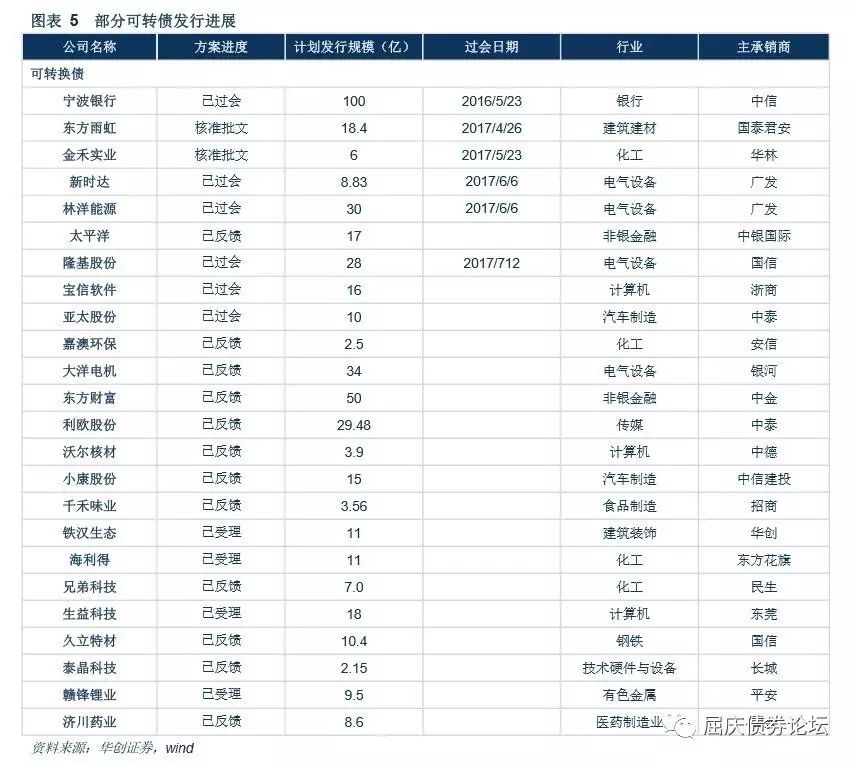 图表 5 部分可转债发行进展
公司名称 方案进度 计划发行规模（亿） 过会日期 行业 主承销商
可转换债
宁波银行 已过会 100 2016/5/23 银行 中信
东方雨虹 核准批文 18.4 2017/4/26 建筑建材 国泰君安
金禾实业 核准批文 6 2017/5/23 化工 华林
新时达 已过会 8.83 2017/6/6 电气设备 广发
林洋能源 已过会 30 2017/6/6 电气设备 广发
太平洋 已反馈 17 非银金融 中银国际
隆基股份 已过会 28 2017/712 电气设备 国信
宝信软件 已过会 16 计算机 浙商
亚太股份 已过会 10 汽车制造 中泰
嘉澳环保 已反馈 2.5 化工 安信
大洋电机 已反馈 34 电气设备 银河
东方财富 已反馈 50 非银金融 中金
利欧股份 已反馈 29.48 传媒 中泰
沃尔核材 已反馈 3.9 计算机 中德
小康股份 已反馈 15 汽车制造 中信建投
千禾味业 已反馈 3.56 食品制造 招商
铁汉生态 已受理 11 建筑装饰 华创
海利得 已受理 11 化工 东方花旗
兄弟科技 已反馈 7.0 化工 民生
生益科技 已受理 18 计算机 东莞
久立特材 已反馈 10.4 钢铁 国信
泰晶科技 已反馈 2.15 技术硬件与设备 长城
赣锋锂业 已受理 9.5 有色金属 平安
济川药业 已反馈 8.6 医药制造业
屈庆债券论坛
资料来源：华创证券，wind